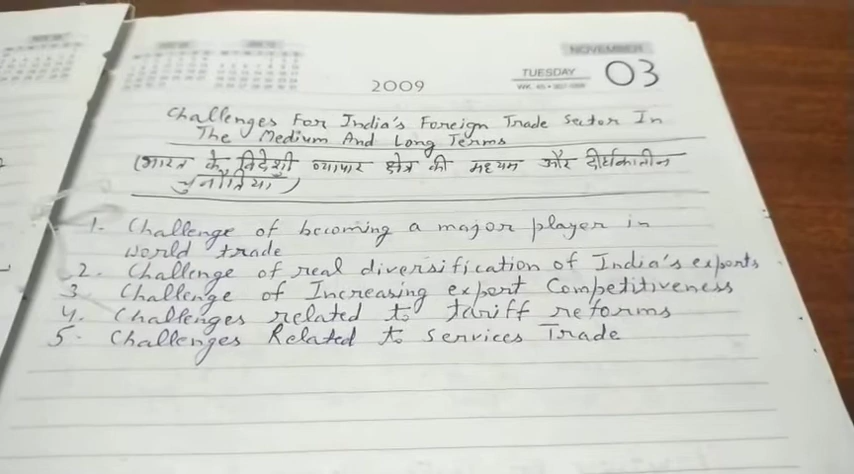 NOVEMBER
2009
TUESDAY 03
Challenges For India's Foreign Trade Sector In
The Medium And Long Terms
(भारत के विदेशी व्यापार क्षेत्र की मध्यम और दीर्घकालीन
चुनौतियां)
1. Challenge of becoming a major player in
world trade
2. Challenge of real diversification of India's exports
3. Challenge of Increasing export Competitiveness
4. Challenges related to tariff reforms
5. Challenges Related to Services Trade